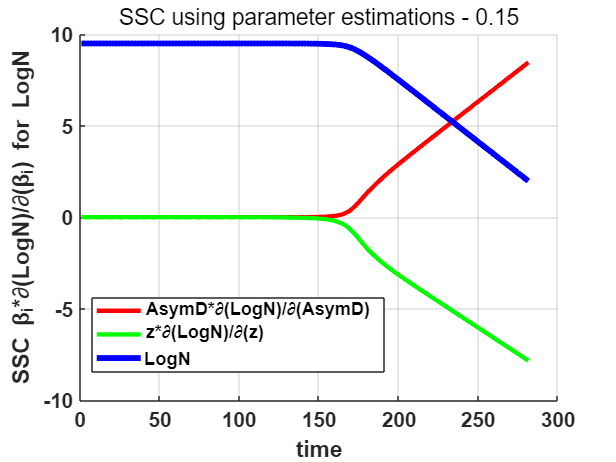 SSC using parameter estimations - 0.15
SSC βi*∂(LogN)/∂(βi) for LogN
10
5
0
-5
-10
AsymD*∂(LogN)/∂(AsymD)
z*∂(LogN)/∂(z)
LogN
0 50 100 150 200 250 300
time